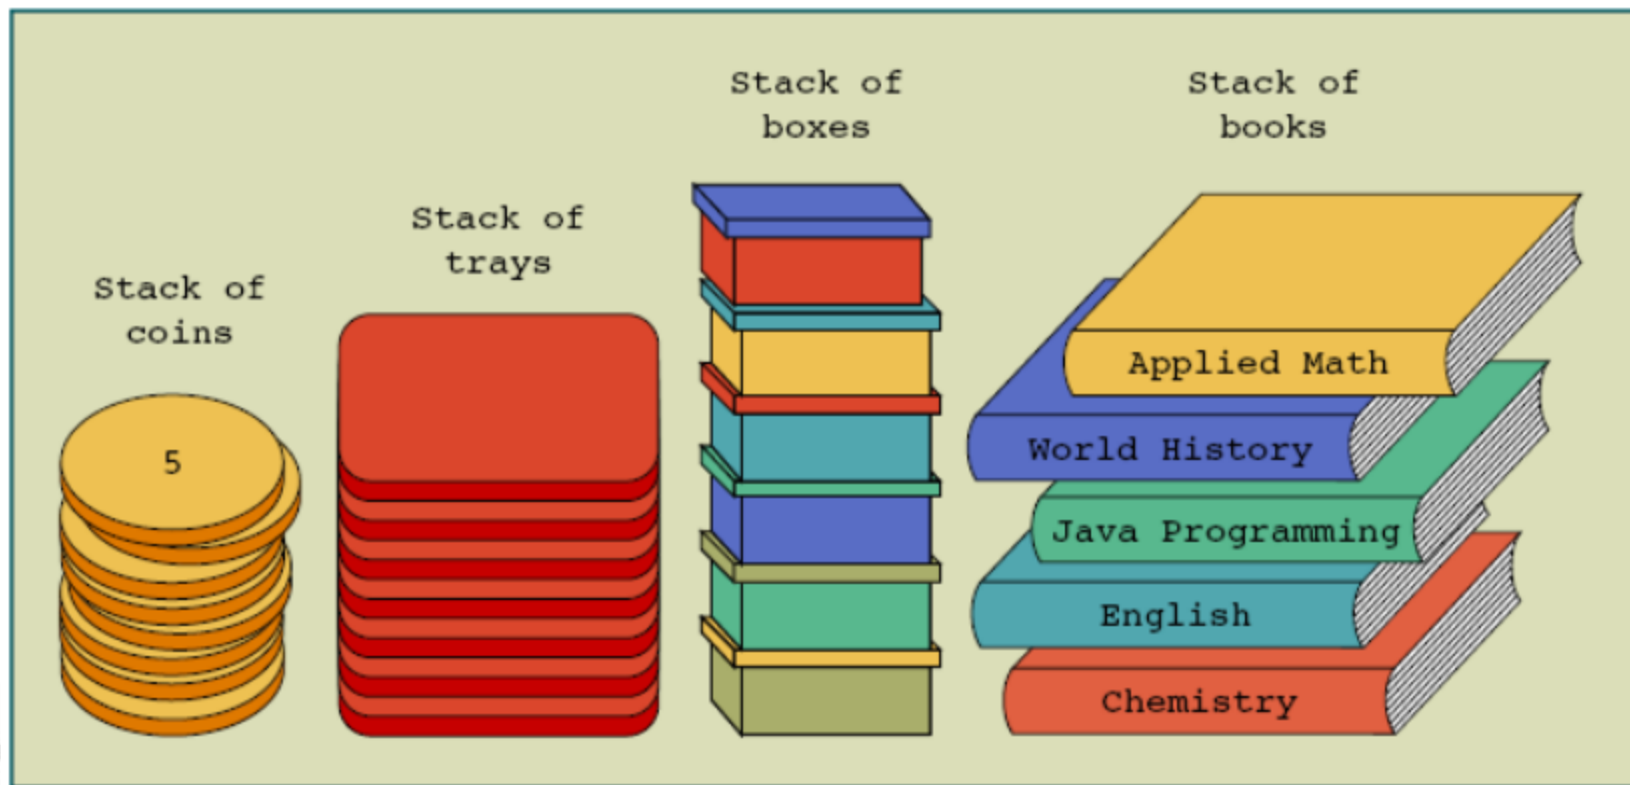 Stack of
coins
5
Stack of
trays
Stack of
boxes
Stack of
books
Applied Math
World History
Java Programming
English
Chemistry